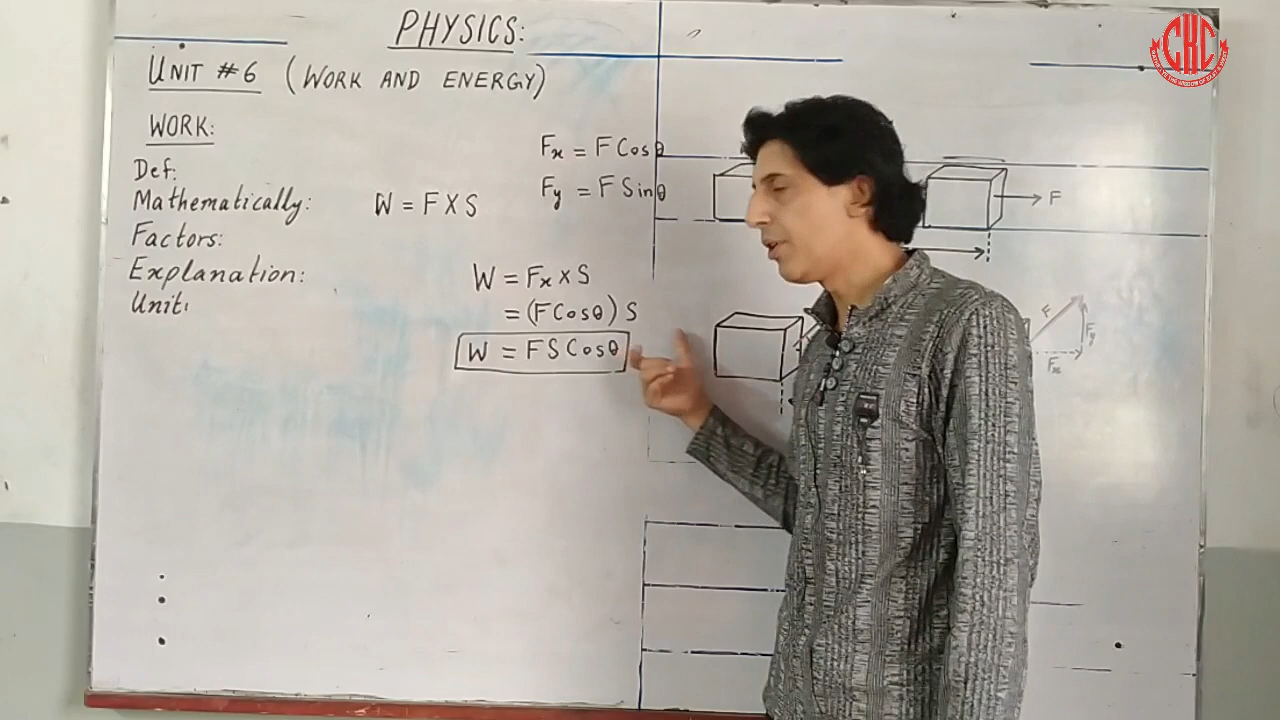 PHYSICS:
UNIT #6 (WORK AND ENERGY)
WORK:
Def:
Mathematically: W = F X S
Factors:
Explanation:
Unit:
Fx = F Cosθ
Fy = F Sinθ
W = Fx X S
= (F Cosθ) S
W = F S Cosθ
F
F
Fy
Fx
CKC